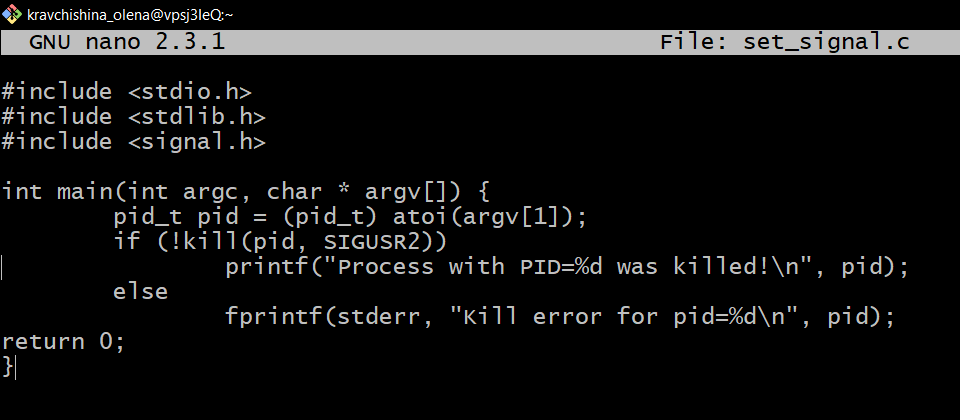 kravchishina_olena@vpsj3IeQ:~
GNU nano 2.3.1 File: set_signal.c
#include <stdio.h>
#include <stdlib.h>
#include <signal.h>
int main(int argc, char * argv[]) {
pid_t pid = (pid_t) atoi(argv[1]);
if (!kill(pid, SIGUSR2))
printf("Process with PID=%d was killed!\n", pid);
else
fprintf(stderr, "Kill error for pid=%d\n", pid);
return 0;
}